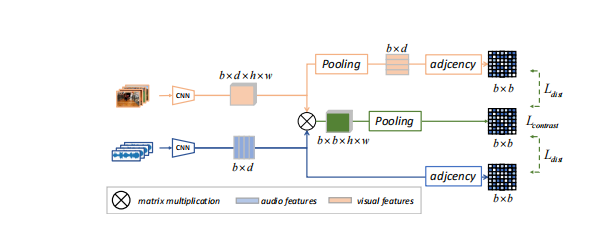 b×d
Pooling
adjcency
b×d×h×w
b×b
L_dist
CNN
L_contrast
Pooling
b×b×h×w
b×b
CNN
L_dist
b×d
adjcency
b×b
matrix multiplication
audio features
visual features